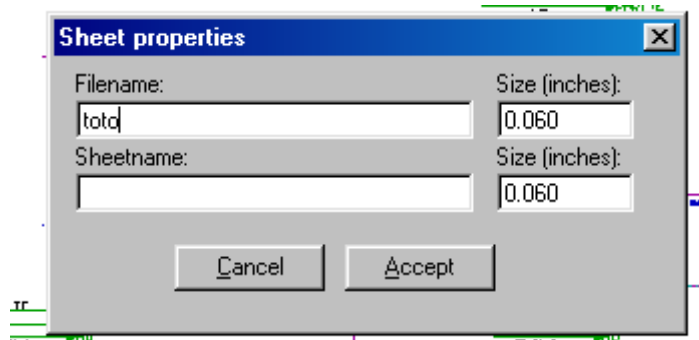 Sheet properties
Filename: Size (inches):
toto 0.060
Sheetname: Size (inches):
0.060
Cancel Accept